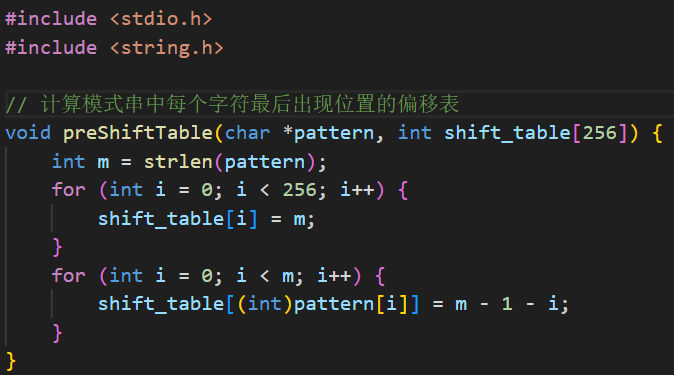 #include <stdio.h>
#include <string.h>

// 计算模式串中每个字符最后出现位置的偏移表
void preShiftTable(char *pattern, int shift_table[256]) {
    int m = strlen(pattern);
    for (int i = 0; i < 256; i++) {
        shift_table[i] = m;
    }
    for (int i = 0; i < m; i++) {
        shift_table[(int)pattern[i]] = m - 1 - i;
    }
}